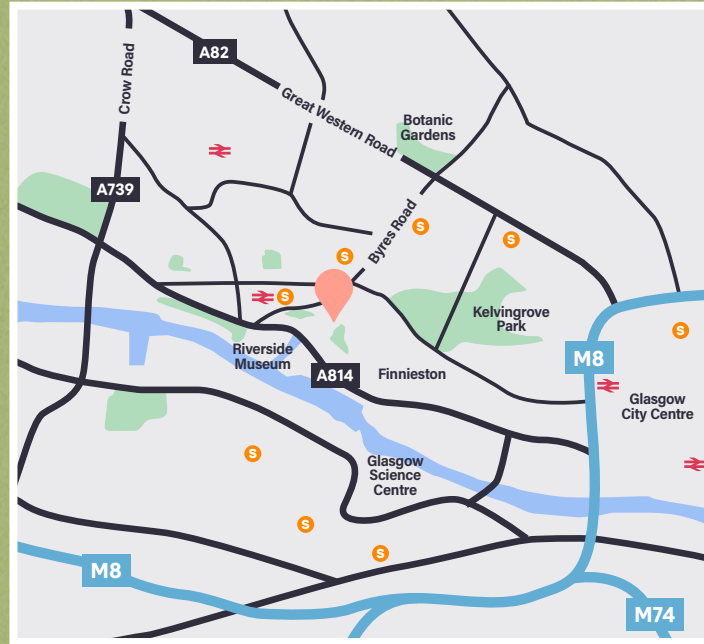 A82
Crow Road
Great Western Road
Botanic
Gardens
A739
Byres Road
S
S
S
S
Kelvingrove
Park
S
Riverside
Museum
M8
A814
Finnieston
Glasgow
City Centre
S
Glasgow
Science
Centre
S
S
M8
M74